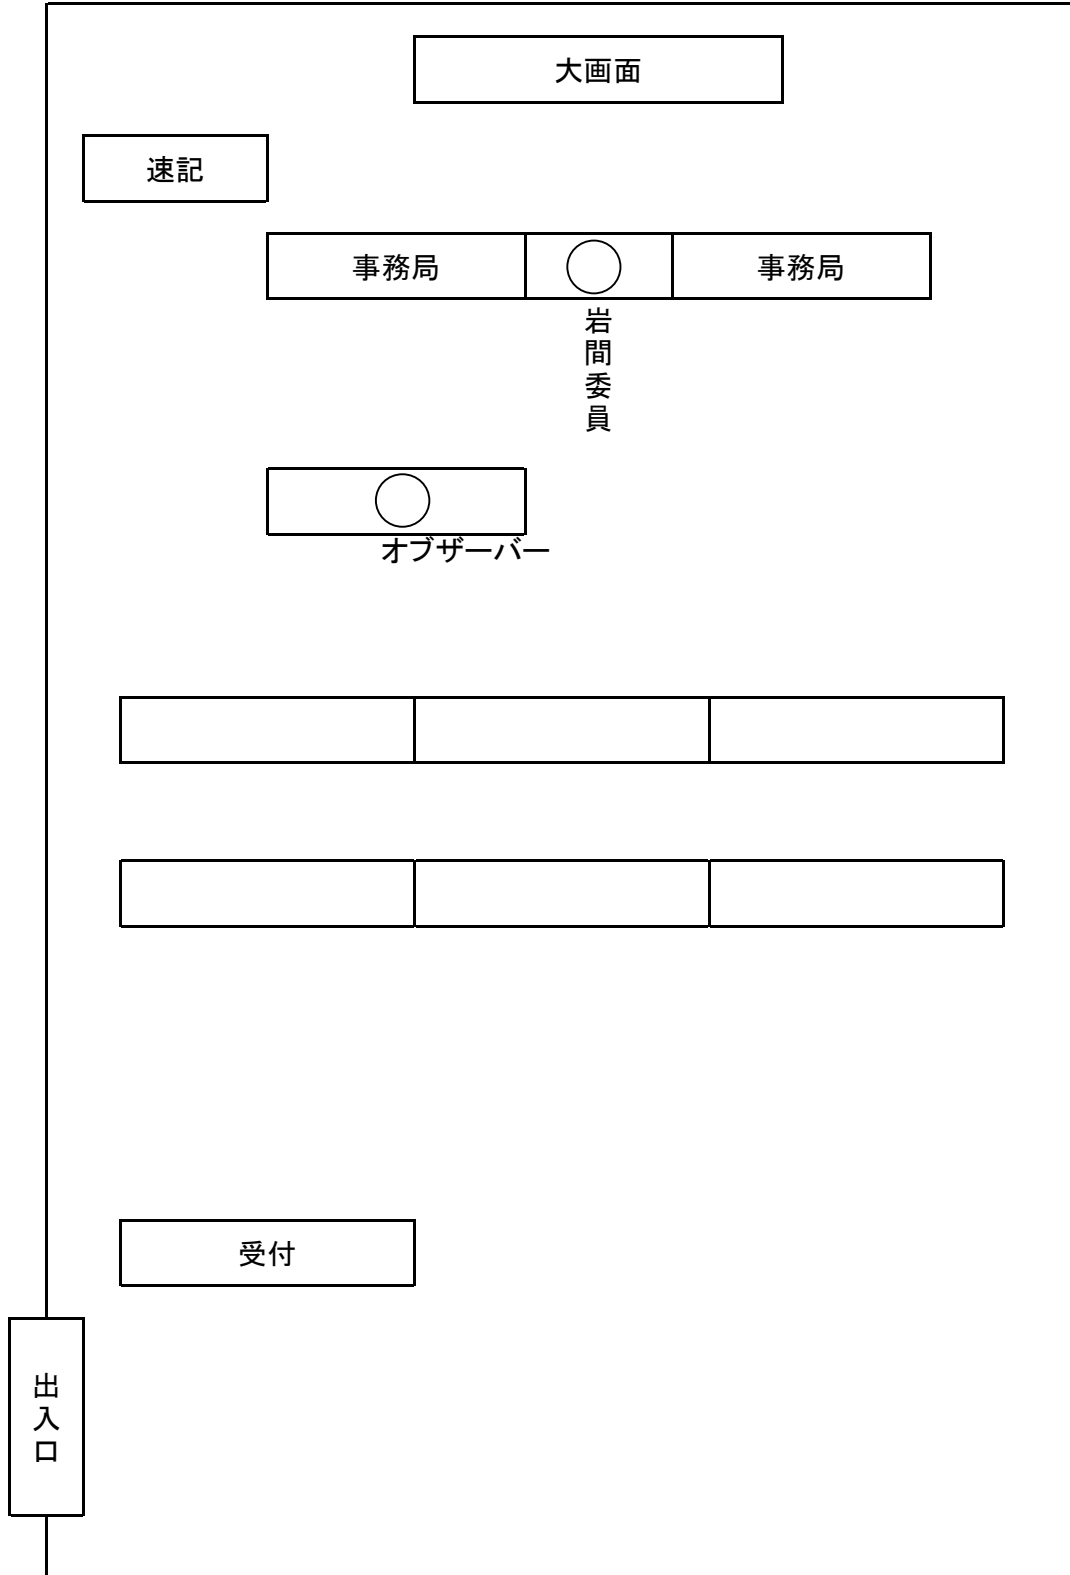 大画面
速記
事務局
事務局
岩間委員
オブザーバー
受付
出入口